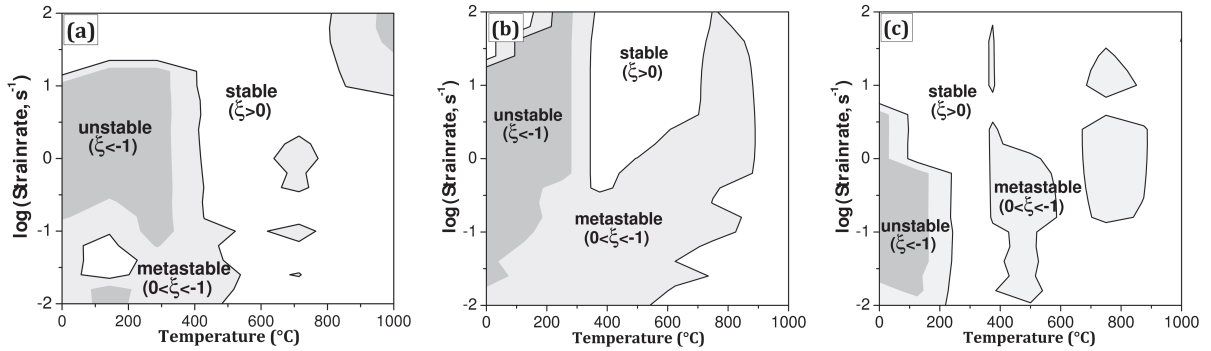 (a)
2
1
0
-1
-2
log(Strainrate, s⁻¹)
0
200
400
600
800
1000
Temperature (°C)
unstable
(ξ<-1)
stable
(ξ>0)
metastable
(0<ξ<-1)
(b)
2
1
0
-1
-2
log(Strainrate, s⁻¹)
0
200
400
600
800
1000
Temperature (°C)
stable
(ξ>0)
unstable
(ξ<-1)
metastable
(0<ξ<-1)
(c)
2
1
0
-1
-2
log(Strainrate, s⁻¹)
0
200
400
600
800
1000
Temperature (°C)
stable
(ξ>0)
metastable
(0<ξ<-1)
unstable
(ξ<-1)